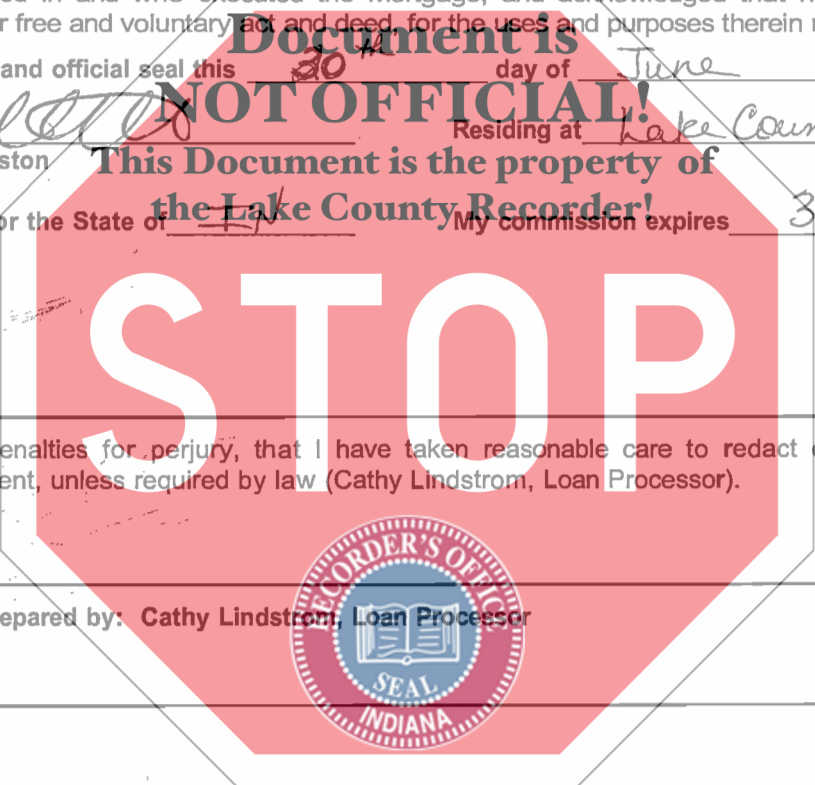 ed in and who executed the Mortgage, and acknowledged that h
r free and voluntary act and deed, for the uses and purposes therein
Document is
and official seal this 30th day of June
NOT OFFICIAL!
Residing at Lake Coun
ston
This Document is the property of
the Lake County Recorder!
or the State of IN My commission expires 3
STOP
enalties for perjury, that I have taken reasonable care to redact
ent, unless required by law (Cathy Lindstrom, Loan Processor).
RECORDER'S OFFICE
epared by: Cathy Lindstrom, Loan Processor
SEAL
INDIANA